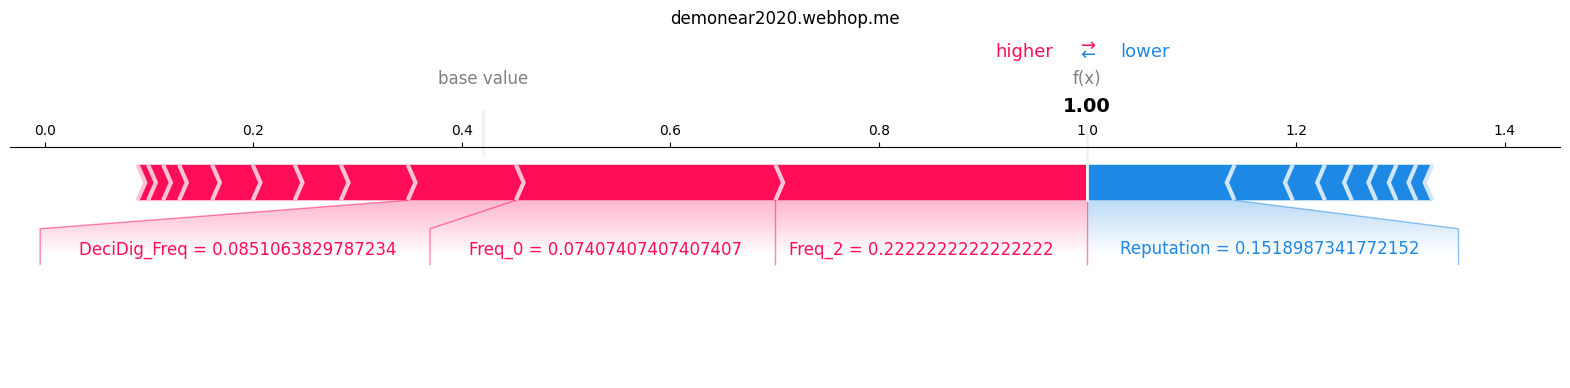 demonear2020.webhop.me
higher ⇄ lower
base value f(x)
1.00
0.0 0.2 0.4 0.6 0.8 1.0 1.2 1.4
DeciDig_Freq = 0.0851063829787234 Freq_0 = 0.07407407407407407 Freq_2 = 0.2222222222222222 Reputation = 0.1518987341772152